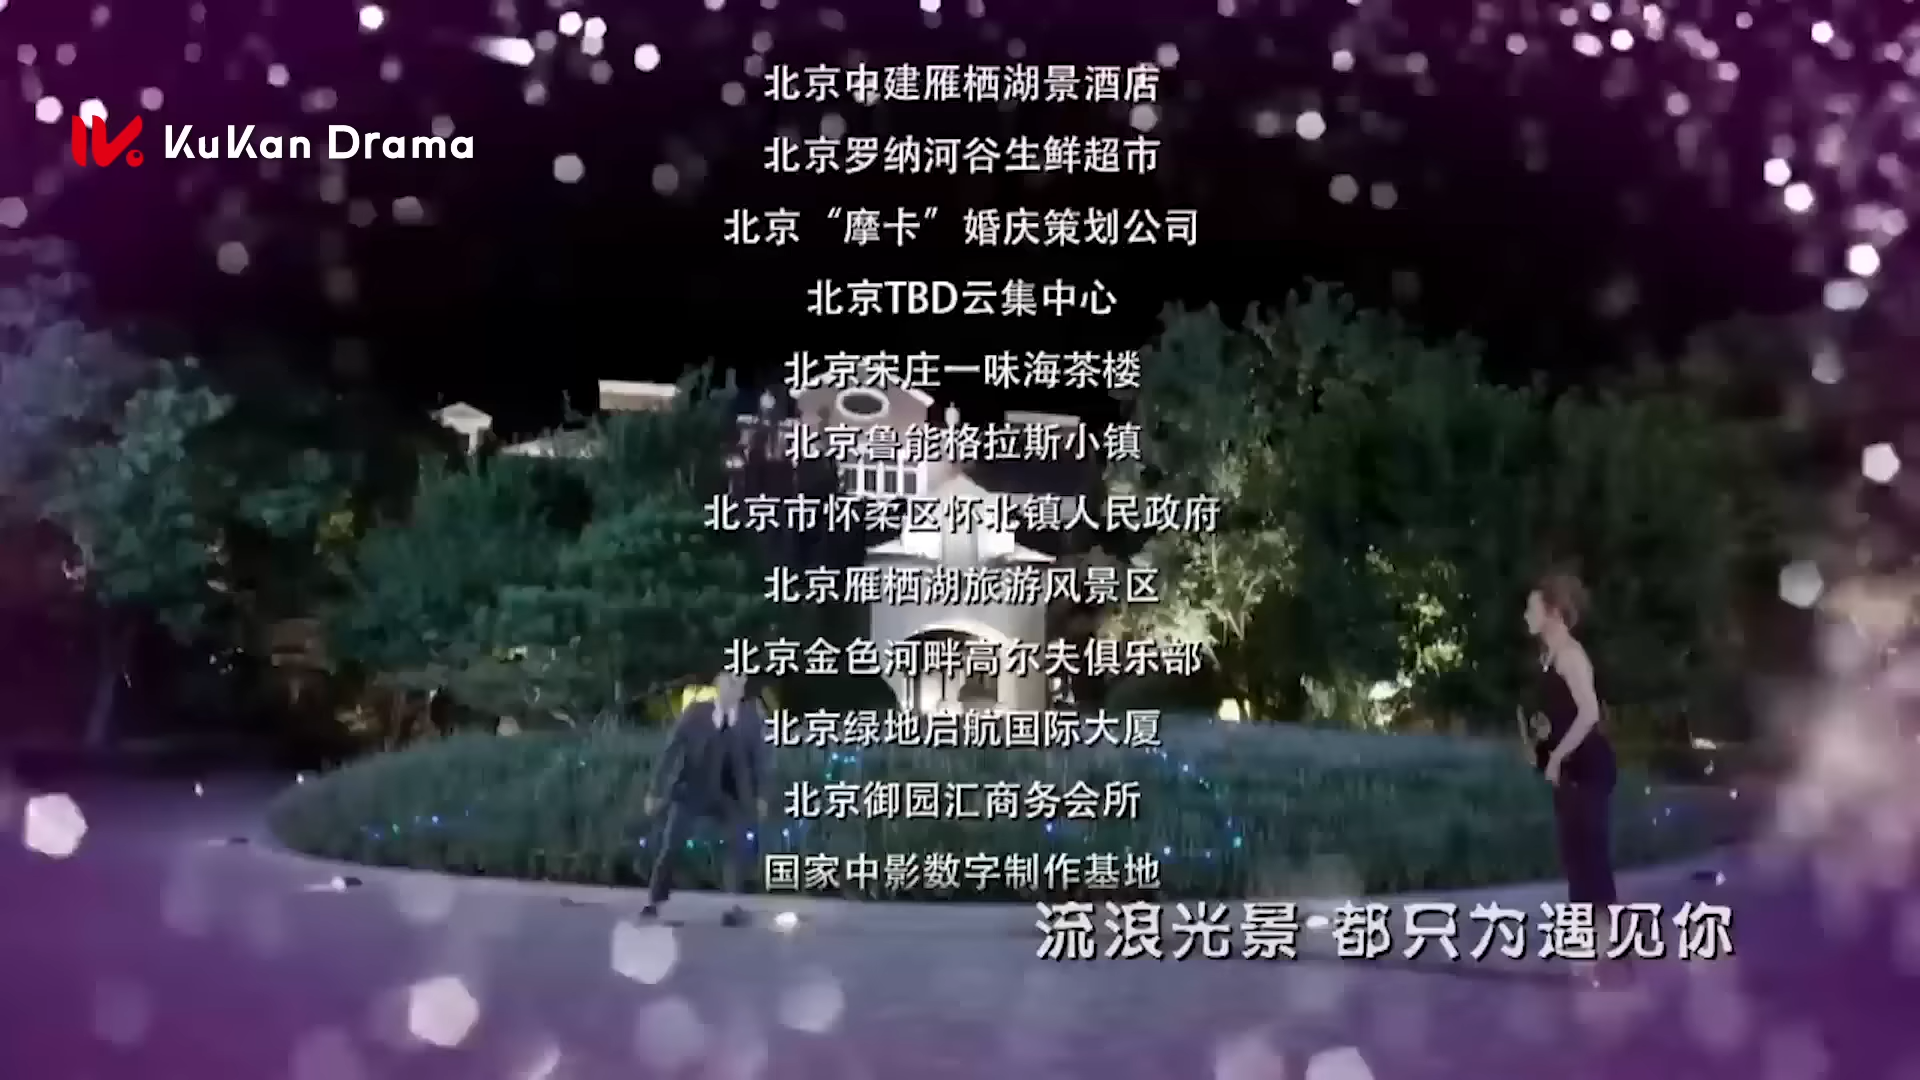 北京中建雁栖湖景酒店
KuKan Drama
北京罗纳河谷生鲜超市
北京“摩卡”婚庆策划公司
北京TBD云集中心
北京宋庄一味海茶楼
北京鲁能格拉斯小镇
北京市怀柔区怀北镇人民政府
北京雁栖湖旅游风景区
北京金色河畔高尔夫俱乐部
北京绿地启航国际大厦
北京御园汇商务会所
国家中影数字制作基地
流浪光景 都只为遇见你